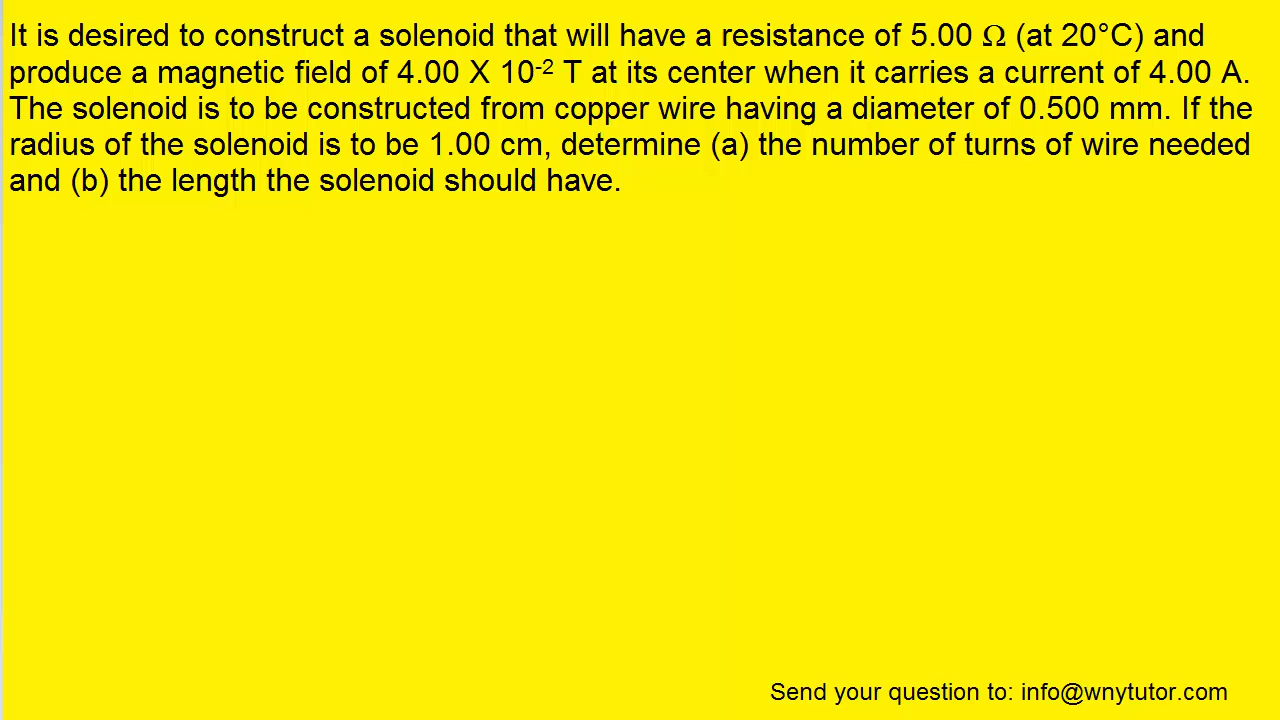 It is desired to construct a solenoid that will have a resistance of 5.00 Ω (at 20°C) and
produce a magnetic field of 4.00 X 10⁻² T at its center when it carries a current of 4.00 A.
The solenoid is to be constructed from copper wire having a diameter of 0.500 mm. If the
radius of the solenoid is to be 1.00 cm, determine (a) the number of turns of wire needed
and (b) the length the solenoid should have.
Send your question to: info@wnytutor.com